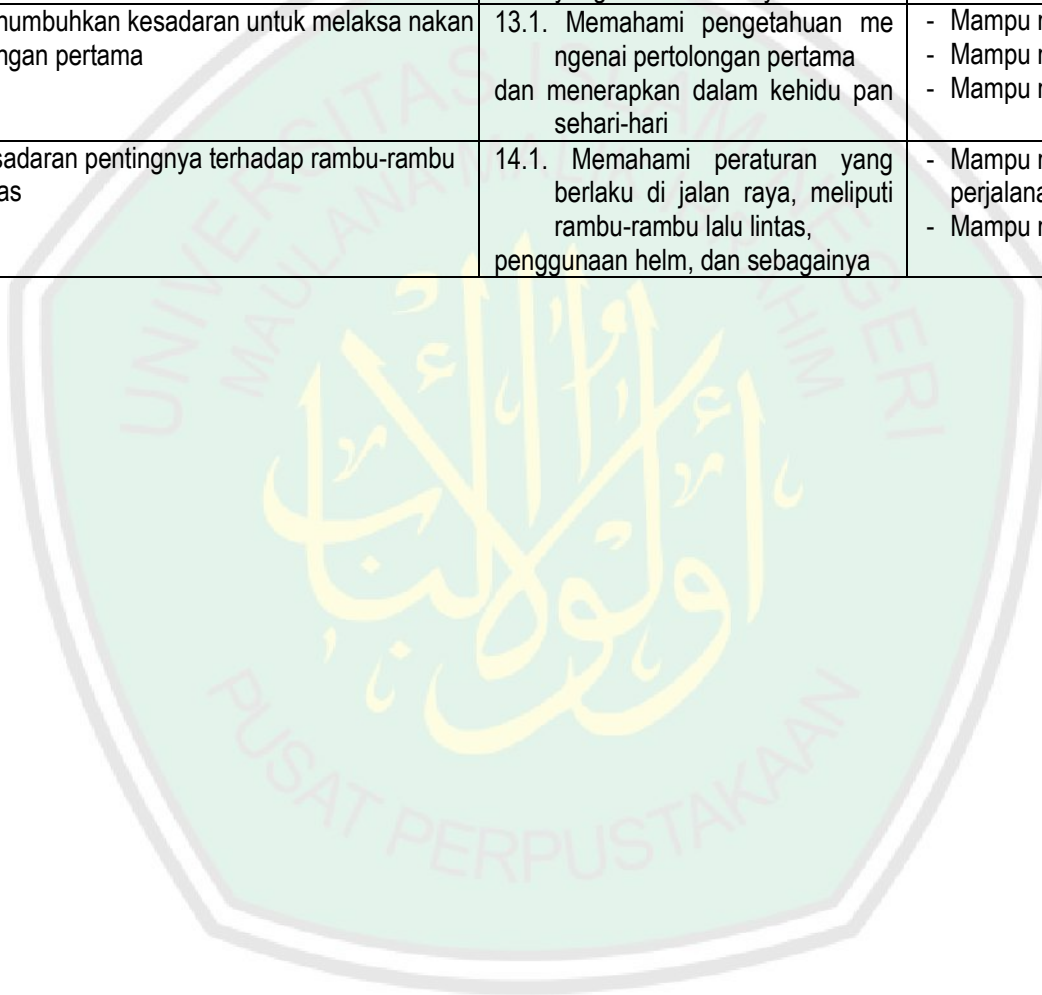 numbuhkan kesadaran untuk melaksa nakan
ngan pertama
13.1. Memahami pengetahuan me
ngenai pertolongan pertama
dan menerapkan dalam kehidu pan
sehari-hari
- Mampu
- Mampu
- Mampu
sadaran pentingnya terhadap rambu-rambu
as
14.1. Memahami peraturan yang
berlaku di jalan raya, meliputi
rambu-rambu lalu lintas,
penggunaan helm, dan sebagainya
- Mampu
perjalana
- Mampu
UNIVERSITAS ISLAM NEGERI
MAULANA MALIK IBRAHIM
أولوا الألباب
PUSAT PERPUSTAKAAN